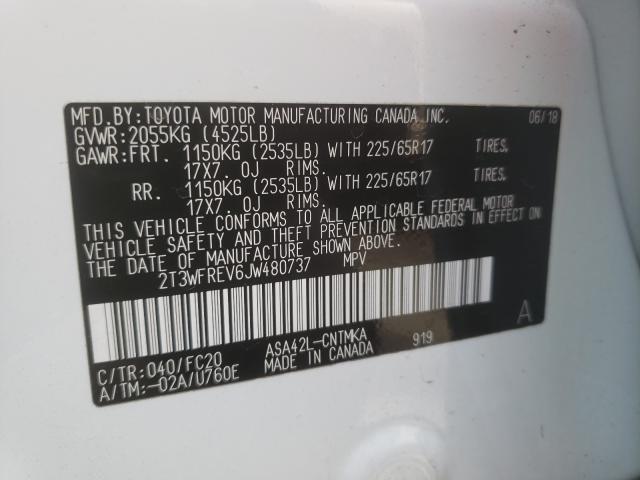 MFD.BY:TOYOTA MOTOR MANUFACTURING CANADA INC. 06/18
GVWR:2055KG (4525LB)
GAWR:FRT. 1150KG (2535LB) WITH 225/65R17 TIRES.
17X7.0J RIMS.
RR. 1150KG (2535LB) WITH 225/65R17 TIRES.
17X7.0J RIMS.
THIS VEHICLE CONFORMS TO ALL APPLICABLE FEDERAL MOTOR
VEHICLE SAFETY AND THEFT PREVENTION STANDARDS IN EFFECT ON
THE DATE OF MANUFACTURE SHOWN ABOVE.
2T3WFREV6JW480737 MPV
A
C/TR:040/FC20 ASA42L-CNTMKA 919
A/TM:-02A/U760E MADE IN CANADA